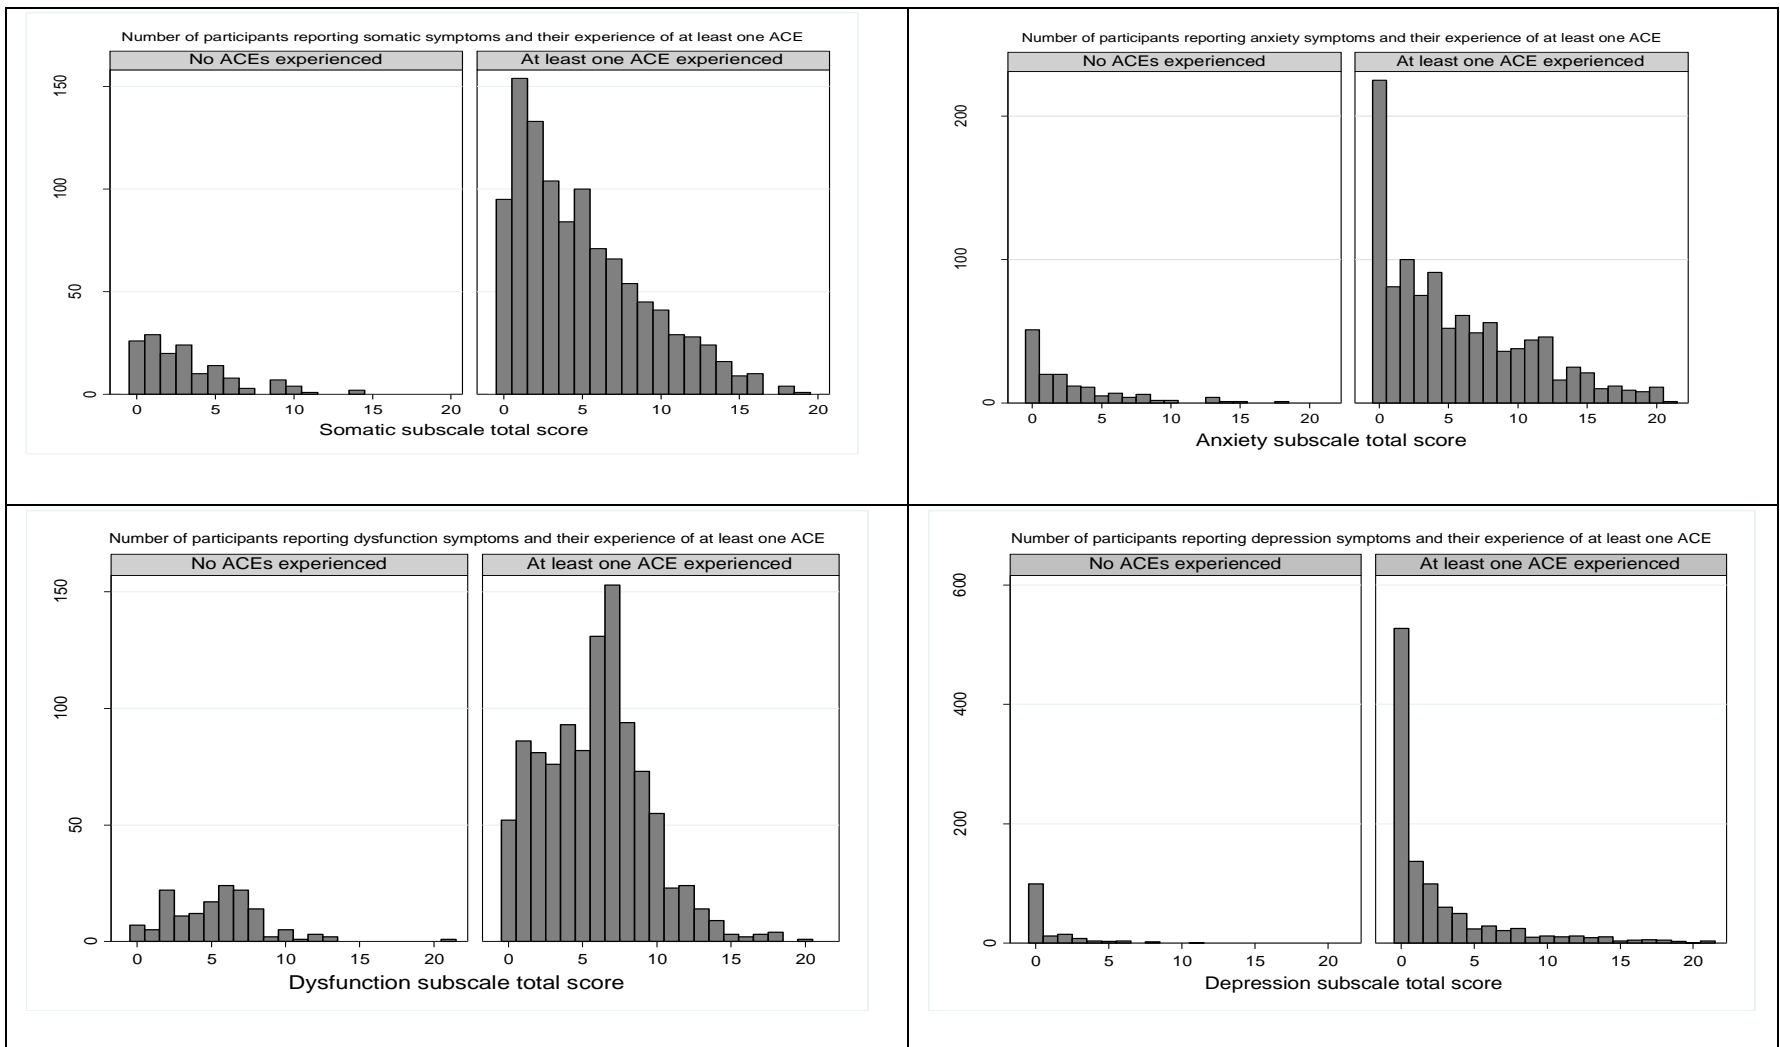 Number of participants reporting somatic symptoms and their experience of at least one ACE
No ACEs experienced At least one ACE experienced
150
100
50
0
0 5 10 15 20 0 5 10 15 20
Somatic subscale total score
Number of participants reporting anxiety symptoms and their experience of at least one ACE
No ACEs experienced At least one ACE experienced
200
100
0
0 5 10 15 20 0 5 10 15 20
Anxiety subscale total score
Number of participants reporting dysfunction symptoms and their experience of at least one ACE
No ACEs experienced At least one ACE experienced
150
100
50
0
0 5 10 15 20 0 5 10 15 20
Dysfunction subscale total score
Number of participants reporting depression symptoms and their experience of at least one ACE
No ACEs experienced At least one ACE experienced
600
400
200
0
0 5 10 15 20 0 5 10 15 20
Depression subscale total score